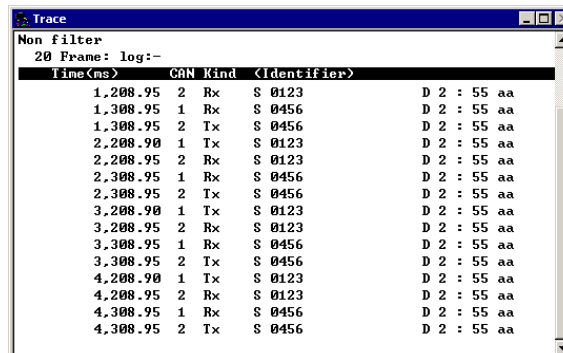 Trace
Non filter
20 Frame: log:-
Time(ms) CAN Kind (Identifier)
1,208.95 2 Rx S 0123 D 2 : 55 aa
1,308.95 1 Rx S 0456 D 2 : 55 aa
1,308.95 2 Tx S 0456 D 2 : 55 aa
2,208.90 1 Tx S 0123 D 2 : 55 aa
2,208.95 2 Rx S 0123 D 2 : 55 aa
2,308.95 1 Rx S 0456 D 2 : 55 aa
2,308.95 2 Tx S 0456 D 2 : 55 aa
3,208.90 1 Tx S 0123 D 2 : 55 aa
3,208.95 2 Rx S 0123 D 2 : 55 aa
3,308.95 1 Rx S 0456 D 2 : 55 aa
3,308.95 2 Tx S 0456 D 2 : 55 aa
4,208.90 1 Tx S 0123 D 2 : 55 aa
4,208.95 2 Rx S 0123 D 2 : 55 aa
4,308.95 1 Rx S 0456 D 2 : 55 aa
4,308.95 2 Tx S 0456 D 2 : 55 aa